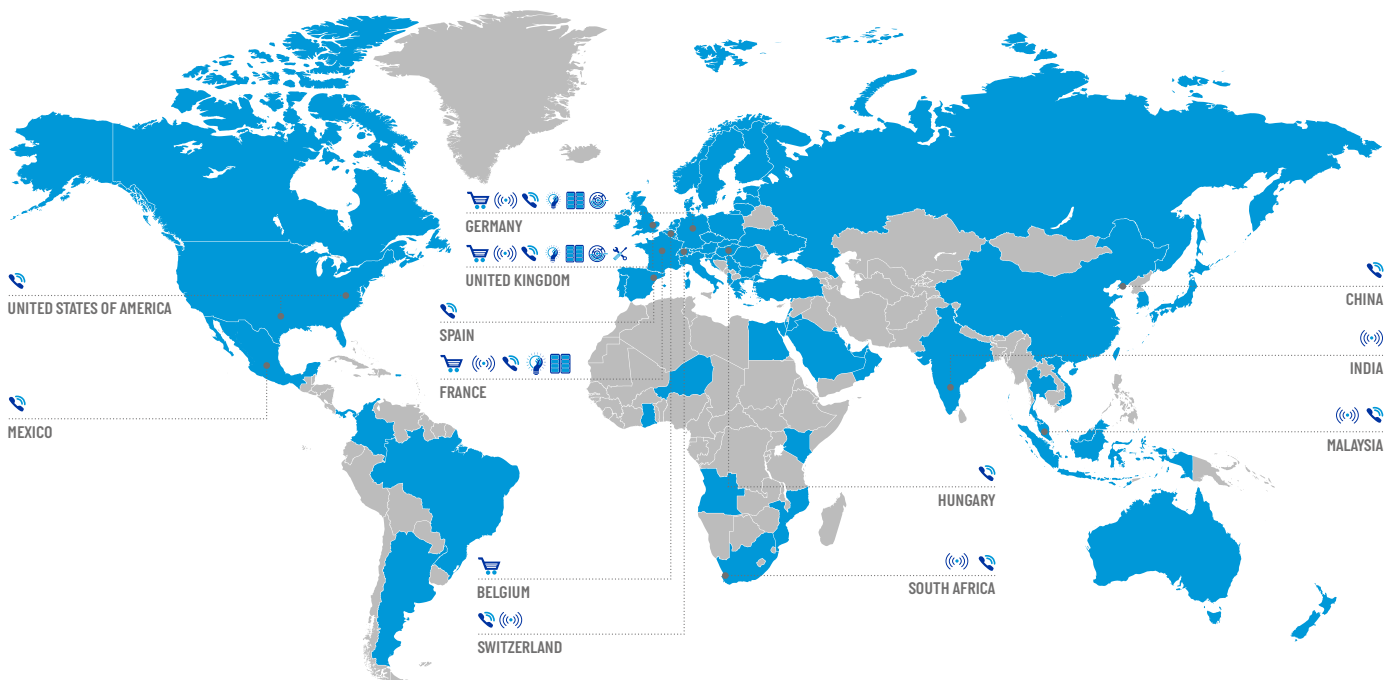 GERMANY
UNITED KINGDOM
UNITED STATES OF AMERICA
SPAIN
FRANCE
MEXICO
CHINA
INDIA
MALAYSIA
HUNGARY
SOUTH AFRICA
BELGIUM
SWITZERLAND